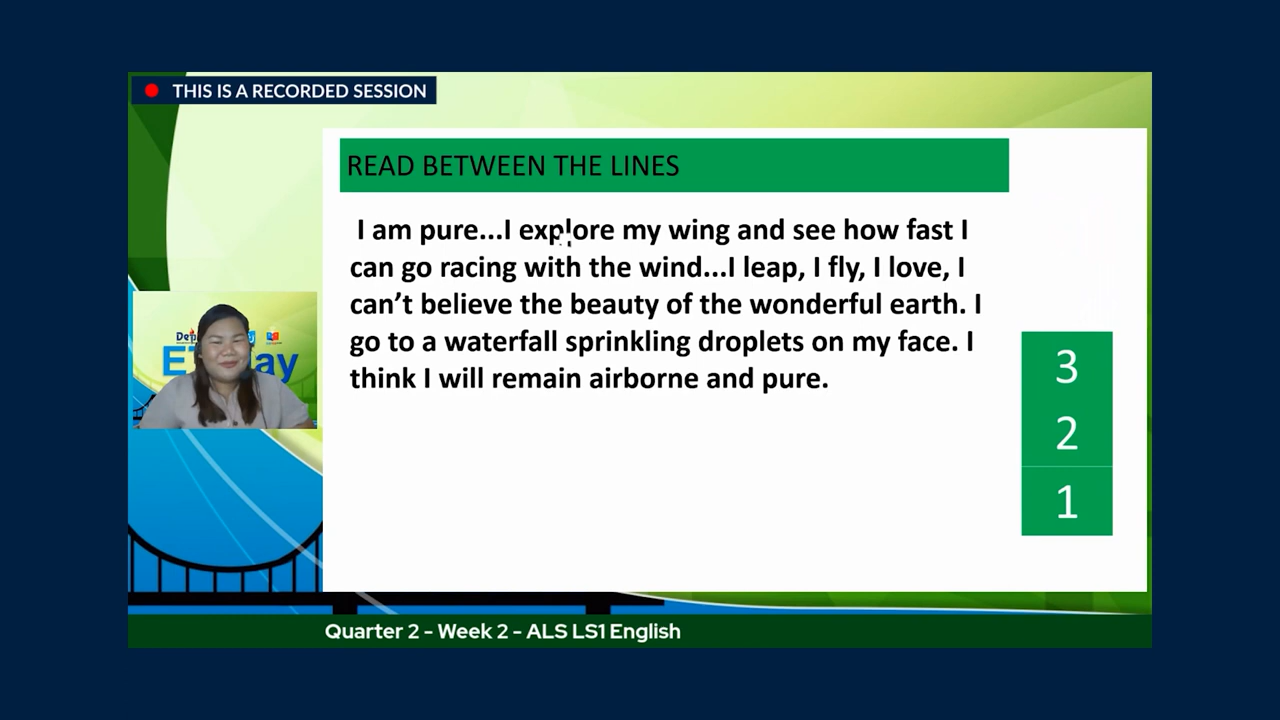 THIS IS A RECORDED SESSION
READ BETWEEN THE LINES
I am pure...I explore my wing and see how fast I
can go racing with the wind...I leap, I fly, I love, I
can’t believe the beauty of the wonderful earth. I
go to a waterfall sprinkling droplets on my face. I
think I will remain airborne and pure.
3
2
1
Quarter 2 - Week 2 - ALS LS1 English